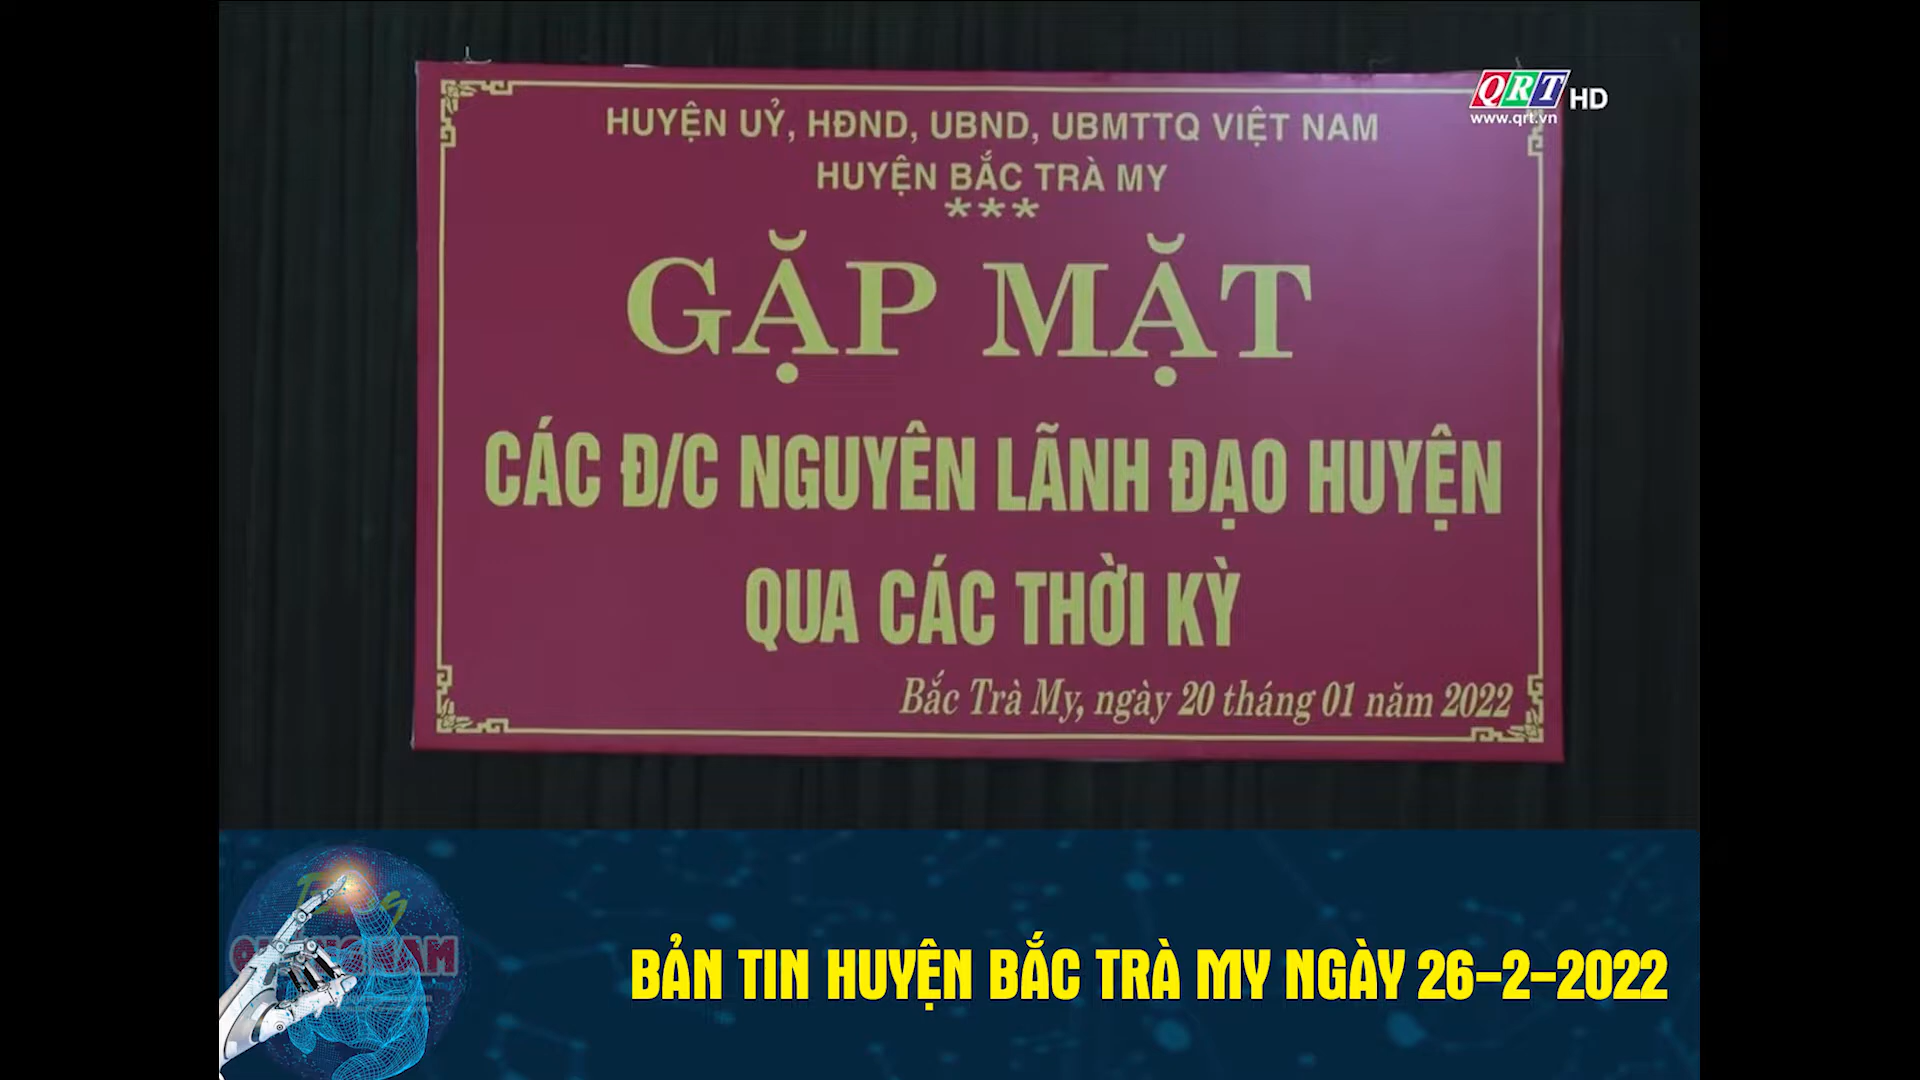 QRT HD
www.qrt.vn
HUYỆN UỶ, HĐND, UBND, UBMTTQ VIỆT NAM
HUYỆN BẮC TRÀ MY
***
GẶP MẶT
CÁC Đ/C NGUYÊN LÃNH ĐẠO HUYỆN
QUA CÁC THỜI KỲ
Bắc Trà My, ngày 20 tháng 01 năm 2022
BẢN TIN HUYỆN BẮC TRÀ MY NGÀY 26-2-2022